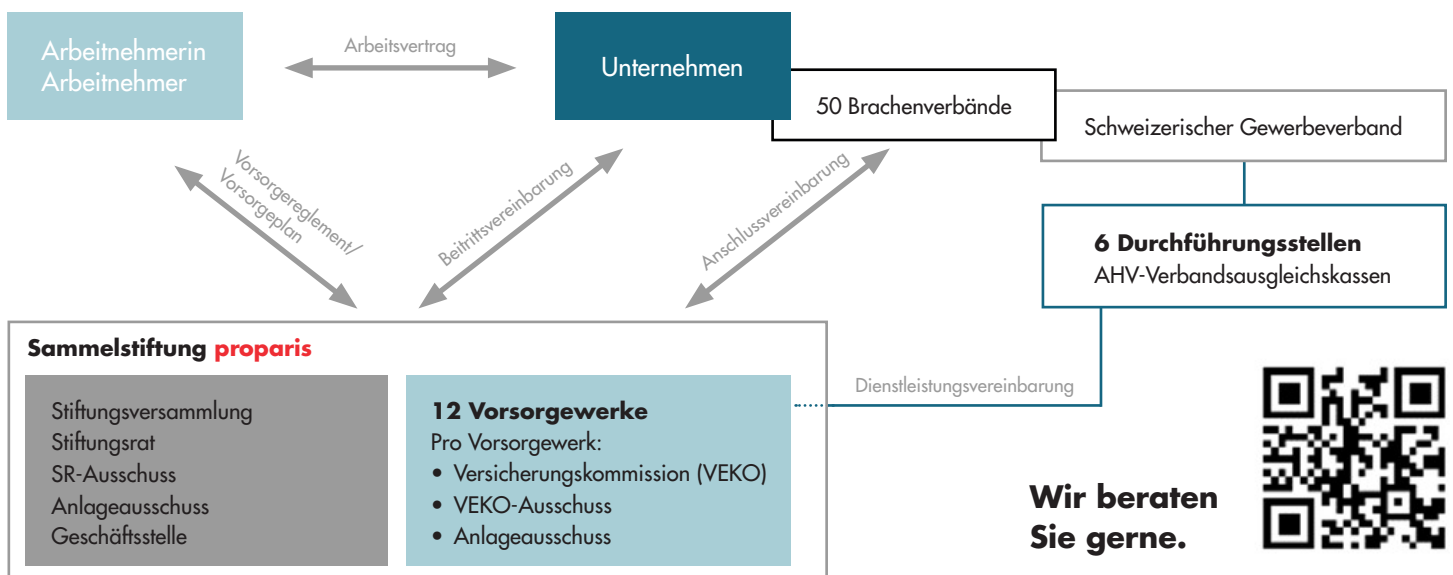 Arbeitnehmerin
Arbeitnehmer
Arbeitsvertrag
Unternehmen
50 Brachenverbände
Schweizerischer Gewerbeverband
Vorsorgereglement/
Vorsorgeplan
Beitrittsvereinbarung
Anschlussvereinbarung
6 Durchführungsstellen
AHV-Verbandsausgleichskassen
Sammelstiftung proparis
Stiftungsversammlung
Stiftungsrat
SR-Ausschuss
Anlageausschuss
Geschäftsstelle
12 Vorsorgewerke
Pro Vorsorgewerk:
• Versicherungskommission (VEKO)
• VEKO-Ausschuss
• Anlageausschuss
Dienstleistungsvereinbarung
Wir beraten
Sie gerne.